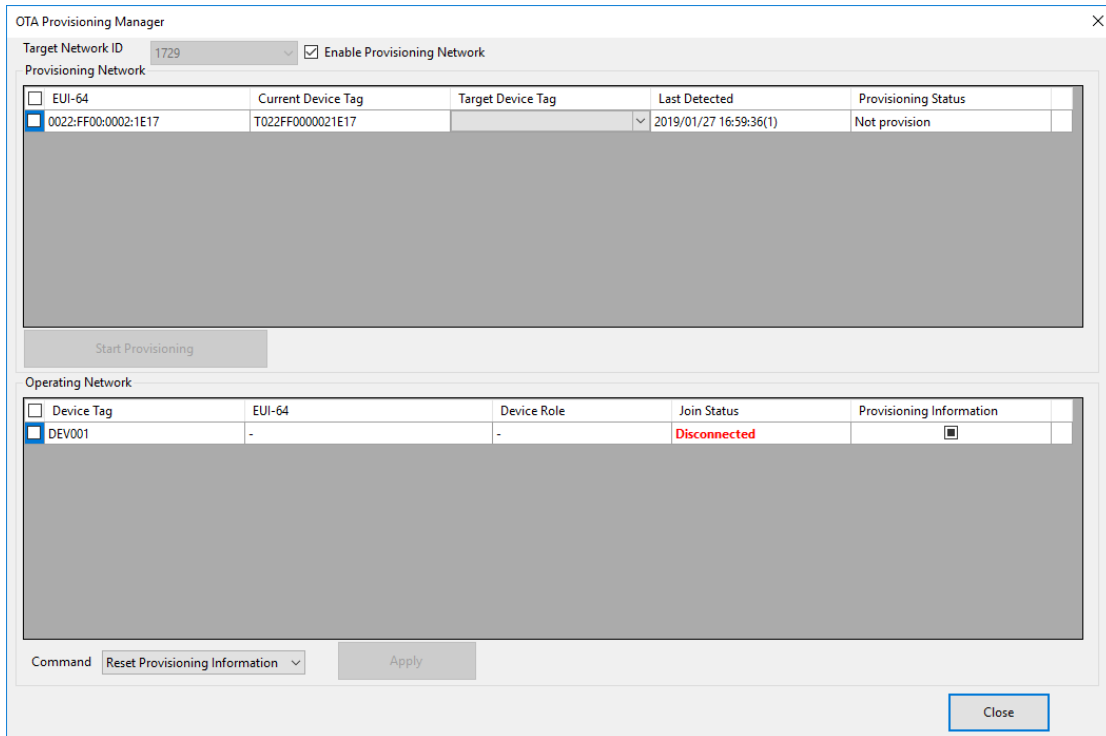 OTA Provisioning Manager
Target Network ID 1729 Enable Provisioning Network
Provisioning Network
EUI-64 Current Device Tag Target Device Tag Last Detected Provisioning Status
0022:FF00:0002:1E17 T022FF0000021E17 2019/01/27 16:59:36(1) Not provision
Start Provisioning
Operating Network
Device Tag EUI-64 Device Role Join Status Provisioning Information
DEV001 - - Disconnected
Command Reset Provisioning Information Apply
Close